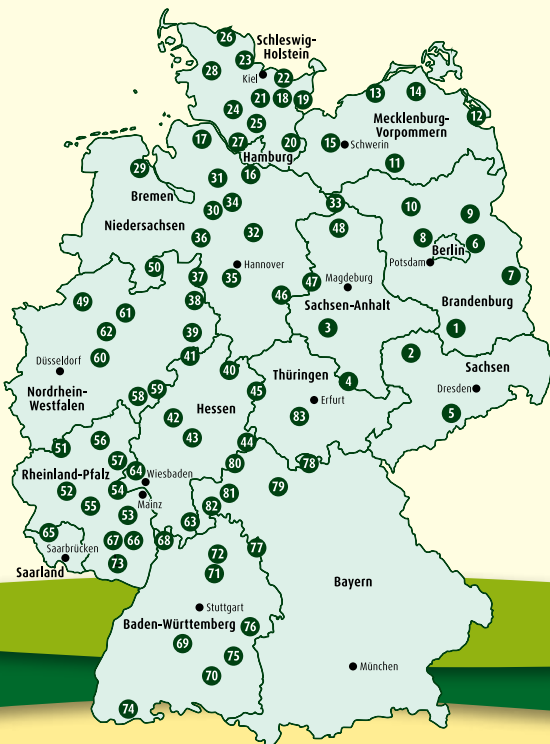 26
Schleswig-
Holstein
23
28
Kiel
22
21
18
19
13
14
24
Mecklenburg-
Vorpommern
12
25
17
27
20
15
Schwerin
Hamburg
11
29
16
31
Bremen
34
33
10
9
30
Niedersachsen
32
48
8
6
36
Berlin
50
Hannover
Potsdam
37
35
47
Magdeburg
7
49
38
46
Sachsen-Anhalt
Brandenburg
61
62
39
3
1
60
41
2
Düsseldorf
40
Thüringen
Sachsen
4
Nordrhein-
Westfalen
58
59
45
Dresden
Hessen
Erfurt
42
83
5
56
43
51
44
57
64
80
78
Rheinland-Pfalz
Wiesbaden
52
54
81
79
Mainz
55
53
82
63
65
67
66
68
77
Saarbrücken
72
73
Saarland
71
Bayern
Stuttgart
Baden-Württemberg
76
69
75
München
70
74